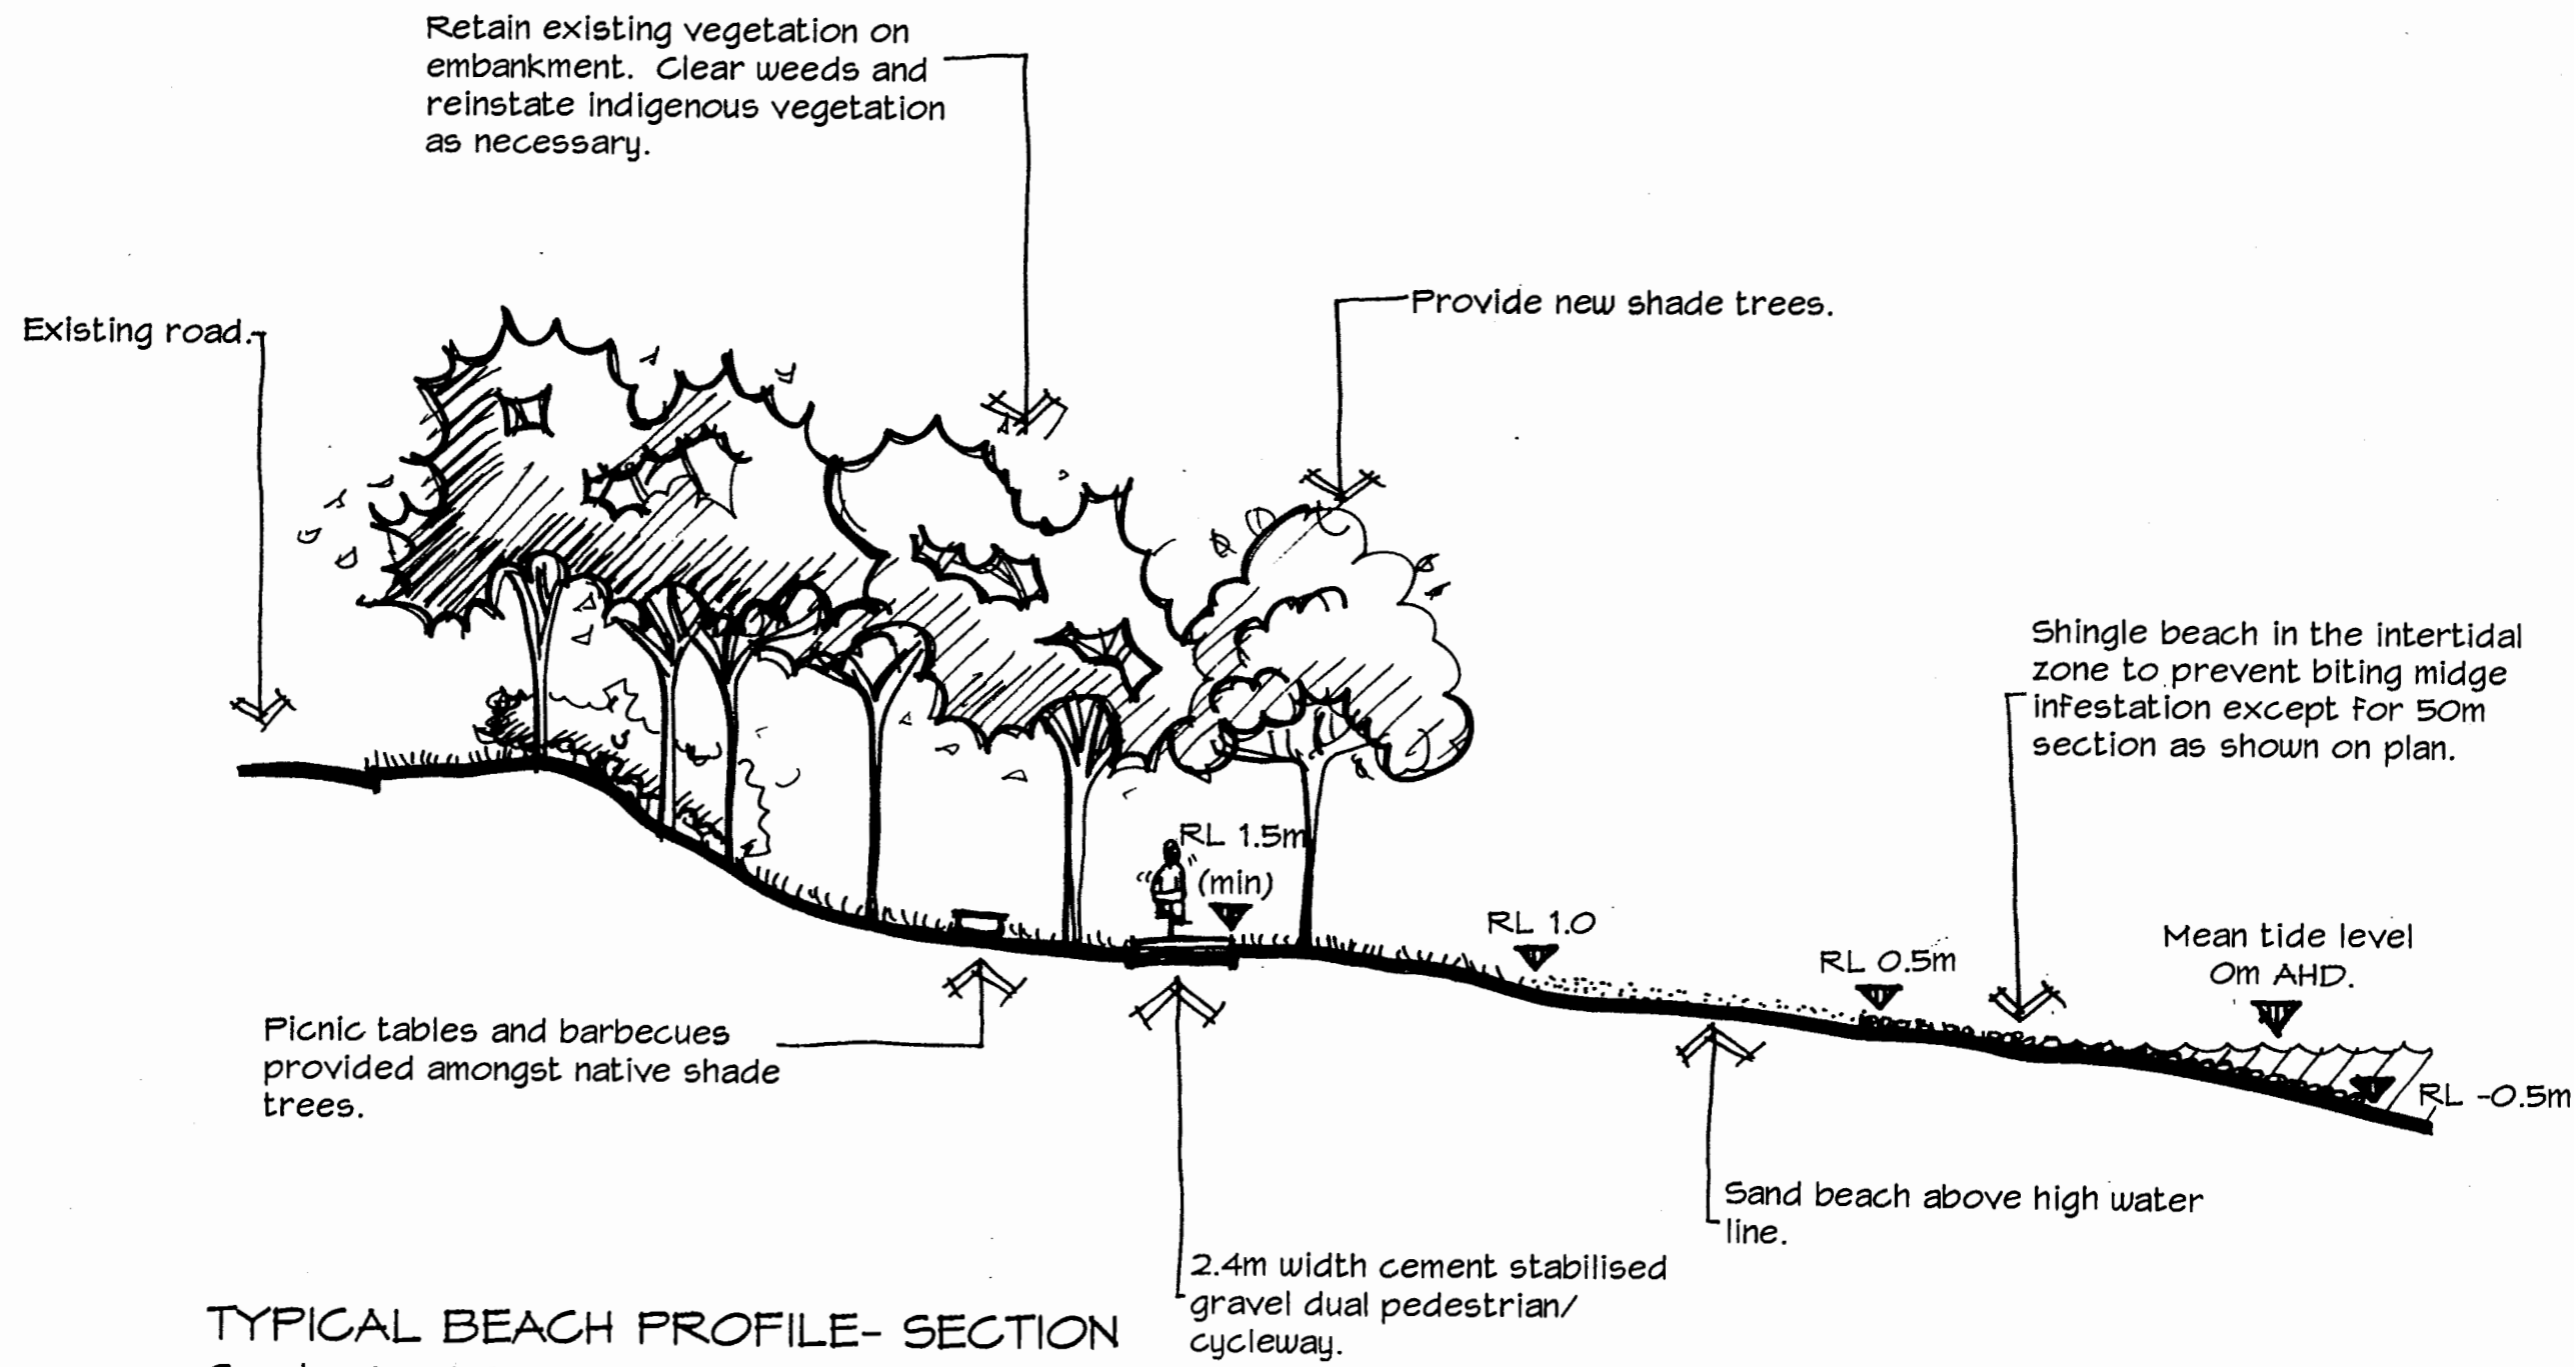 Retain existing vegetation on
embankment. Clear weeds and
reinstate indigenous vegetation
as necessary.
Existing road.
Provide new shade trees.
Shingle beach in the intertidal
zone to prevent biting midge
infestation except for 50m
section as shown on plan.
RL 1.5m
(min)
RL 1.0
RL 0.5m
Mean tide level
0m AHD.
RL -0.5m
Picnic tables and barbecues
provided amongst native shade
trees.
Sand beach above high water
line.
2.4m width cement stabilised
gravel dual pedestrian/
cycleway.
TYPICAL BEACH PROFILE- SECTION